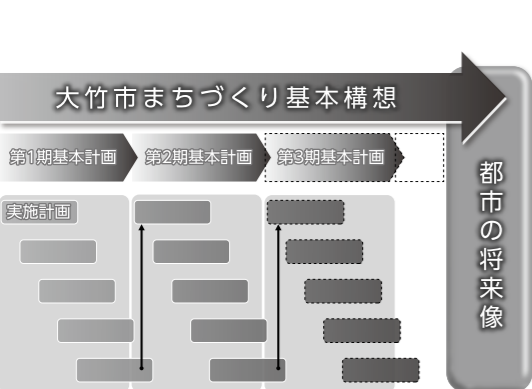 大竹市まちづくり基本構想
第1期基本計画
第2期基本計画
第3期基本計画
実施計画
都市の将来像